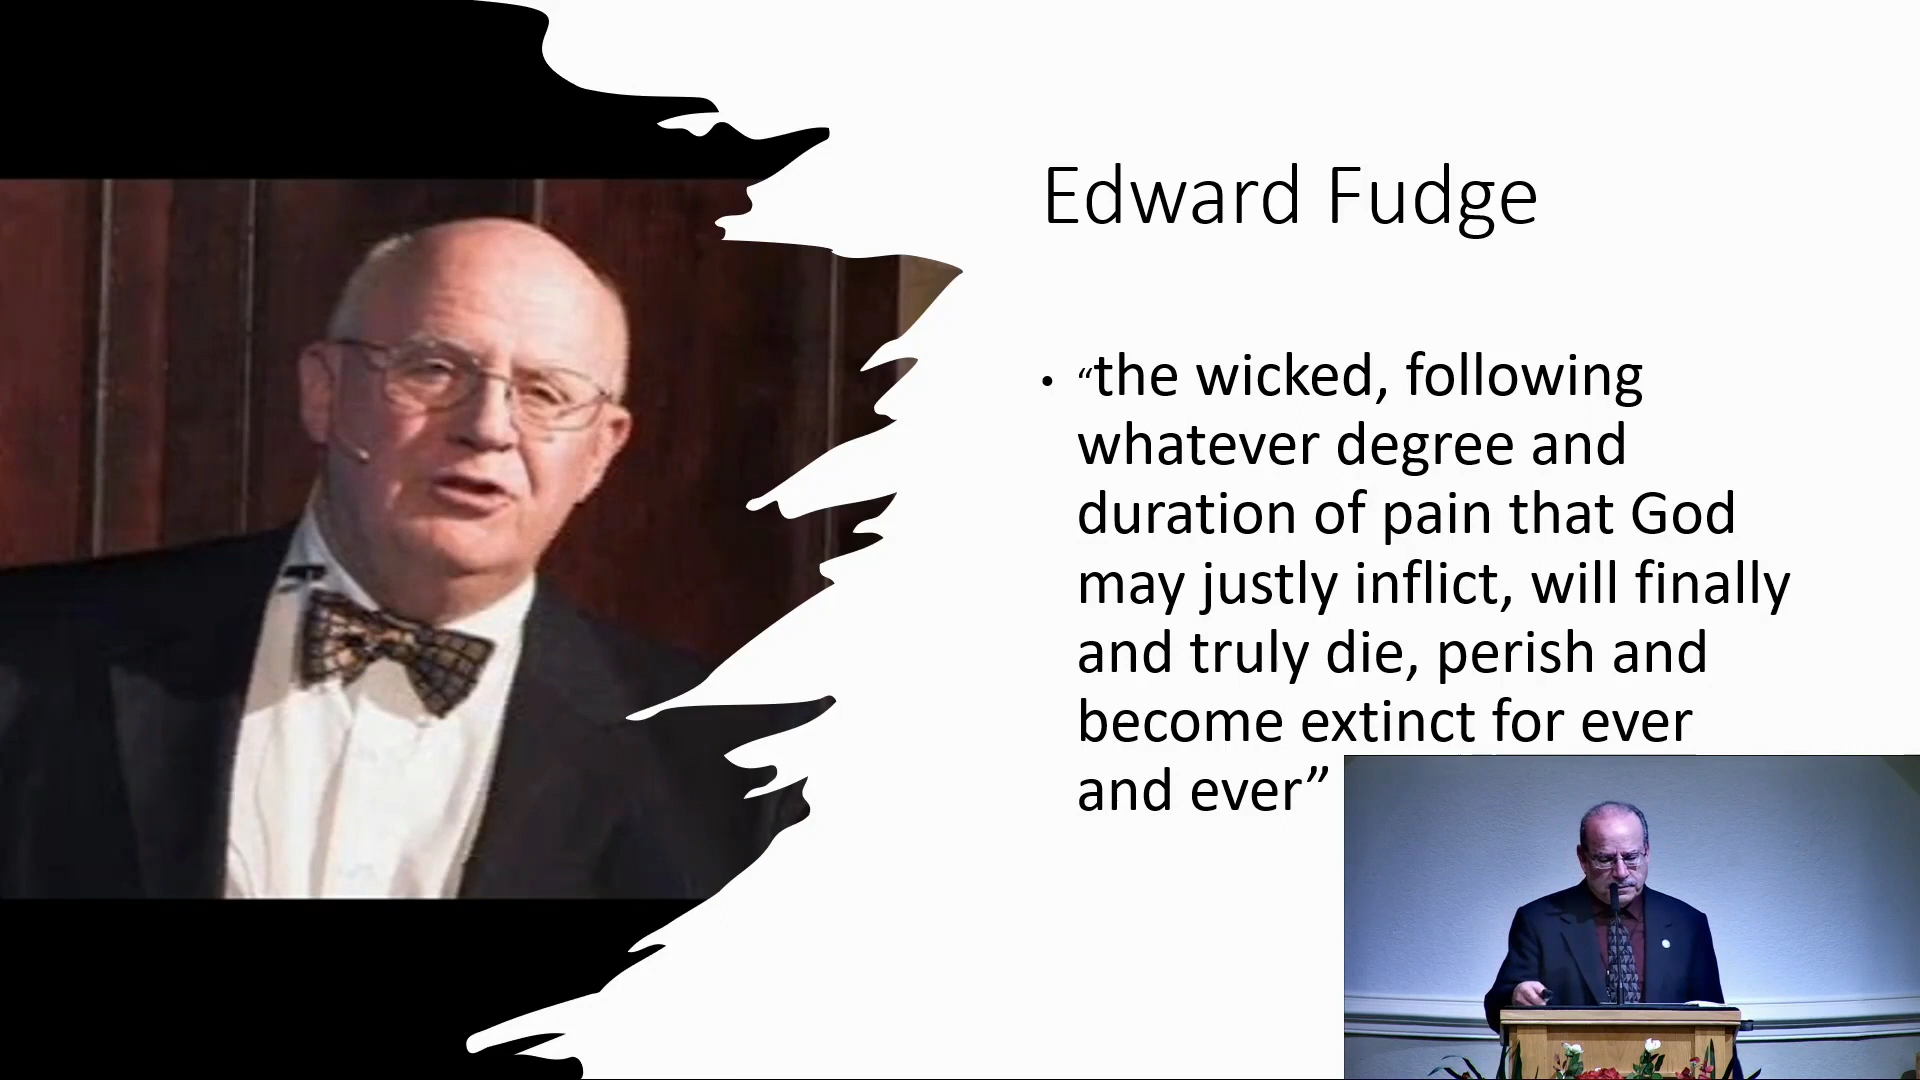 Edward Fudge
• “the wicked, following
whatever degree and
duration of pain that God
may justly inflict, will finally
and truly die, perish and
become extinct for ever
and ever”